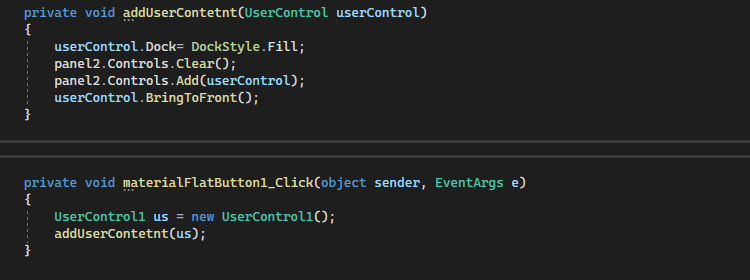 private void addUserContetnt(UserControl userControl)
{
userControl.Dock= DockStyle.Fill;
panel2.Controls.Clear();
panel2.Controls.Add(userControl);
userControl.BringToFront();
}
private void materialFlatButton1_Click(object sender, EventArgs e)
{
UserControl1 us = new UserControl1();
addUserContetnt(us);
}